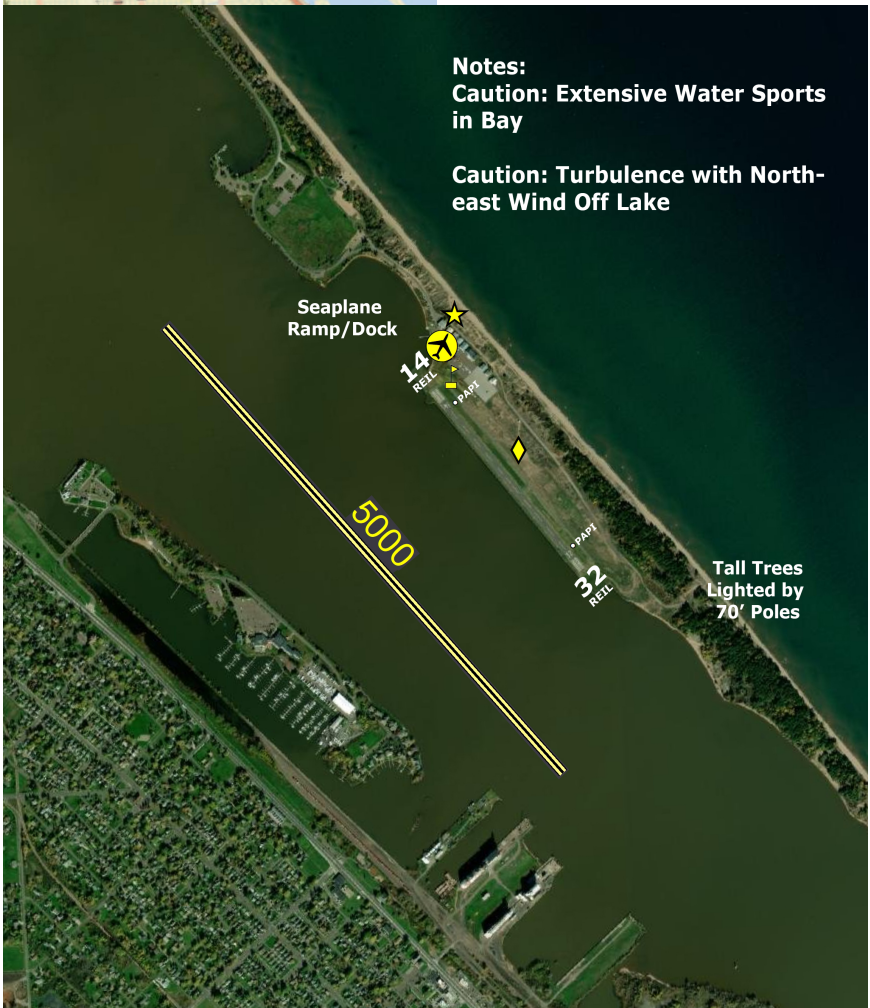 Notes:
Caution: Extensive Water Sports
in Bay
Caution: Turbulence with North-
east Wind Off Lake
Seaplane
Ramp/Dock
14
REIL
PAPI
5000
PAPI
32
REIL
Tall Trees
Lighted by
70' Poles